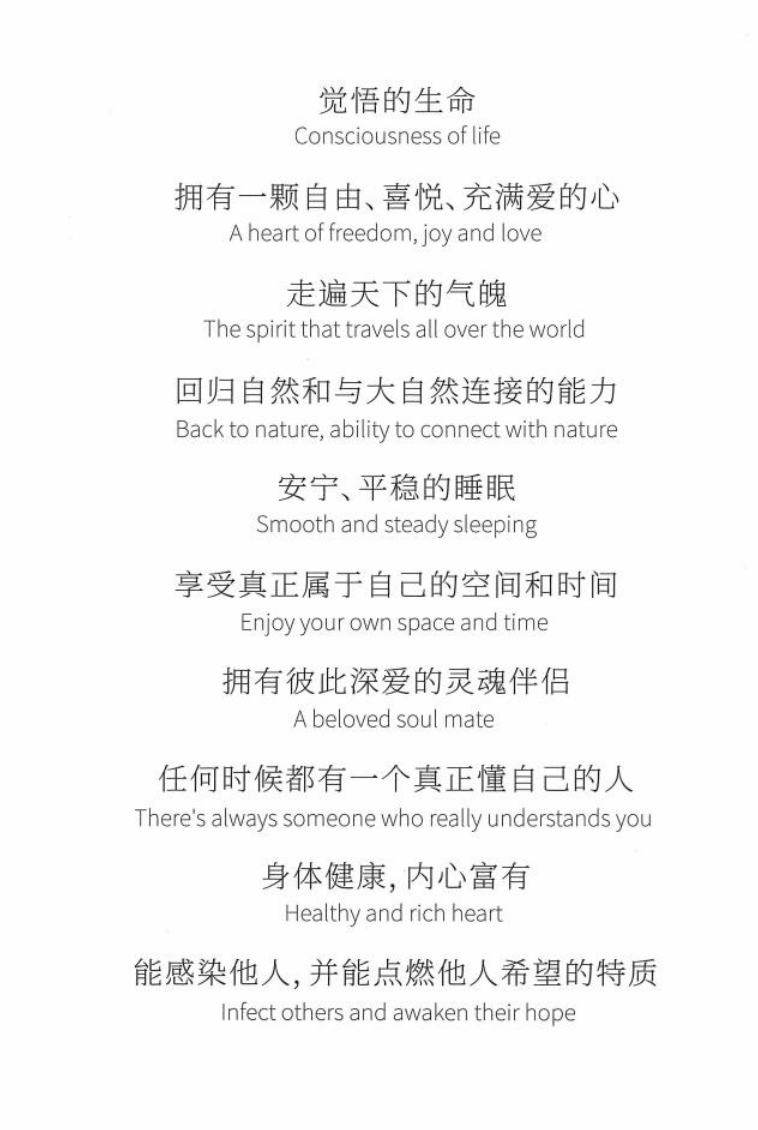 觉悟的生命
Consciousness of life
拥有一颗自由、喜悦、充满爱的心
A heart of freedom, joy and love
走遍天下的气魄
The spirit that travels all over the world
回归自然和与大自然连接的能力
Back to nature, ability to connect with nature
安宁、平稳的睡眠
Smooth and steady sleeping
享受真正属于自己的空间和时间
Enjoy your own space and time
拥有彼此深爱的灵魂伴侣
A beloved soul mate
任何时候都有一个真正懂自己的人
There's always someone who really understands you
身体健康, 内心富有
Healthy and rich heart
能感染他人, 并能点燃他人希望的特质
Infect others and awaken their hope